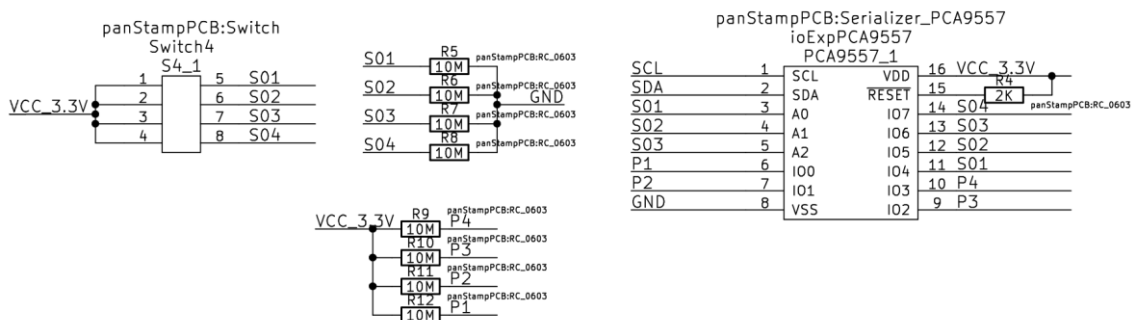 panStampPCB:Switch
Switch4
S4_1
1 5 S01
2 6 S02
VCC_3.3V
3 7 S03
4 8 S04
S01 R5 10M panStampPCB:RC_0603
S02 R6 10M panStampPCB:RC_0603
GND
S03 R7 10M panStampPCB:RC_0603
S04 R8 10M panStampPCB:RC_0603
VCC_3.3V R9 10M P4 panStampPCB:RC_0603
R10 10M P3 panStampPCB:RC_0603
R11 10M P2 panStampPCB:RC_0603
R12 10M P1 panStampPCB:RC_0603
panStampPCB:Serializer_PCA9557
ioExpPCA9557
PCA9557_1
SCL 1 SCL VDD 16 VCC_3.3V
SDA 2 SDA RESET 15 R4 2K panStampPCB:RC_0603
S01 3 A0 IO7 14 S04
S02 4 A1 IO6 13 S03
S03 5 A2 IO5 12 S02
P1 6 IO0 IO4 11 S01
P2 7 IO1 IO3 10 P4
GND 8 VSS IO2 9 P3